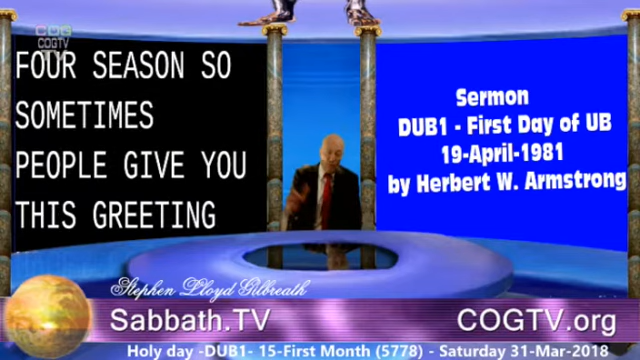 COG
COGTV
TV
FOUR SEASON SO
SOMETIMES
PEOPLE GIVE YOU
THIS GREETING
Sermon
DUB1 - First Day of UB
19-April-1981
by Herbert W. Armstrong
Stephen Lloyd Gilbreath
Sabbath.TV
COGTV.org
Holy day -DUB1- 15-First Month (5778) - Saturday 31-Mar-2018